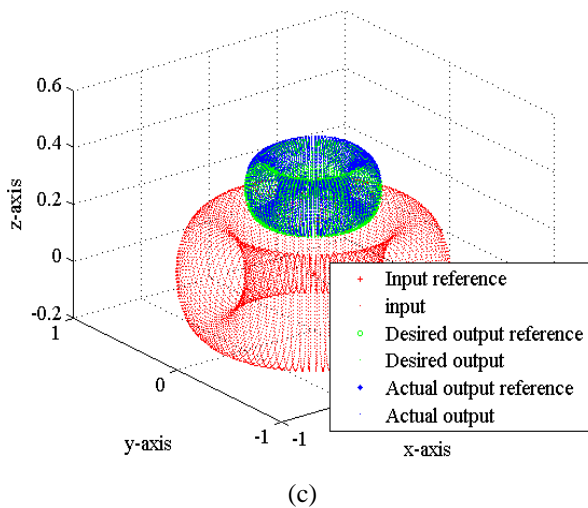 0.6
0.4
0.2
0
-0.2
z-axis
1
0
-1
-1
y-axis
x-axis
Input reference
input
Desired output reference
Desired output
Actual output reference
Actual output
(c)